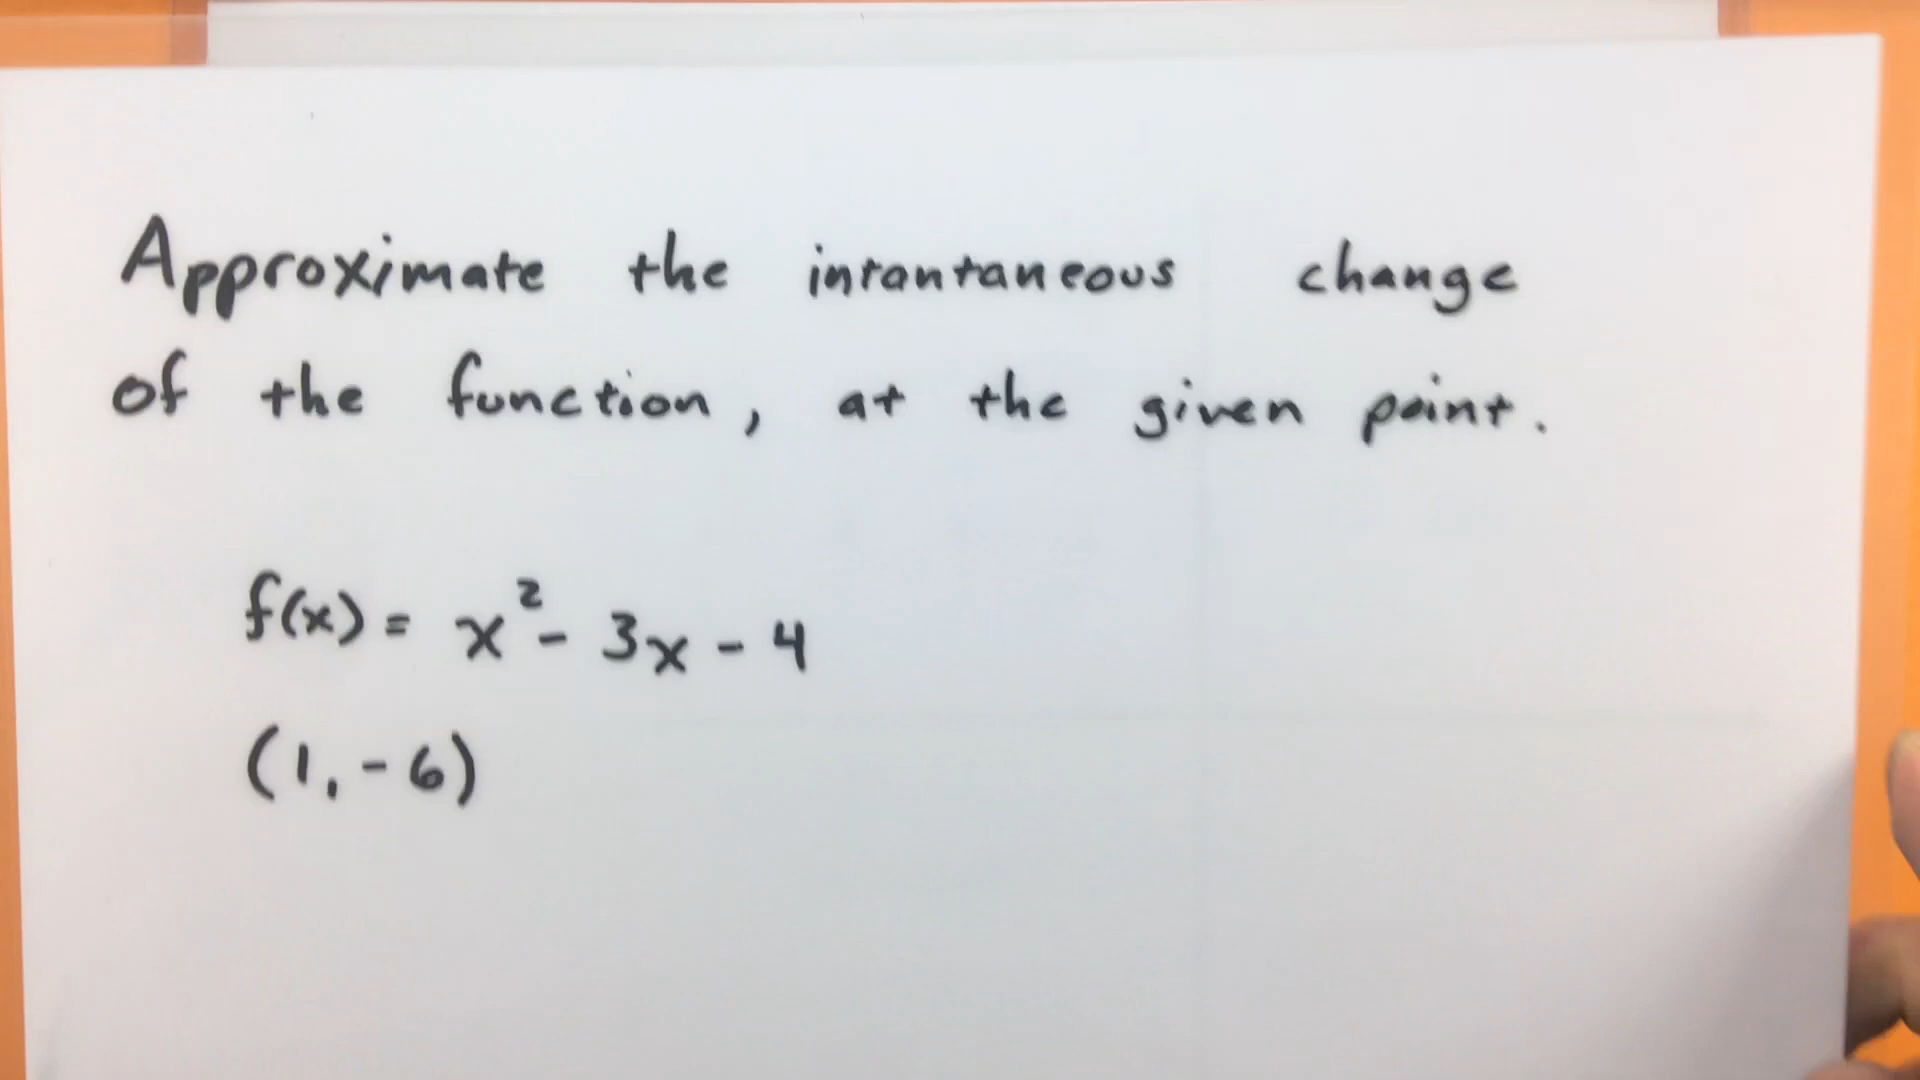 Approximate the intantaneous change
of the function, at the given point.
f(x) = x² - 3x - 4
(1, -6)